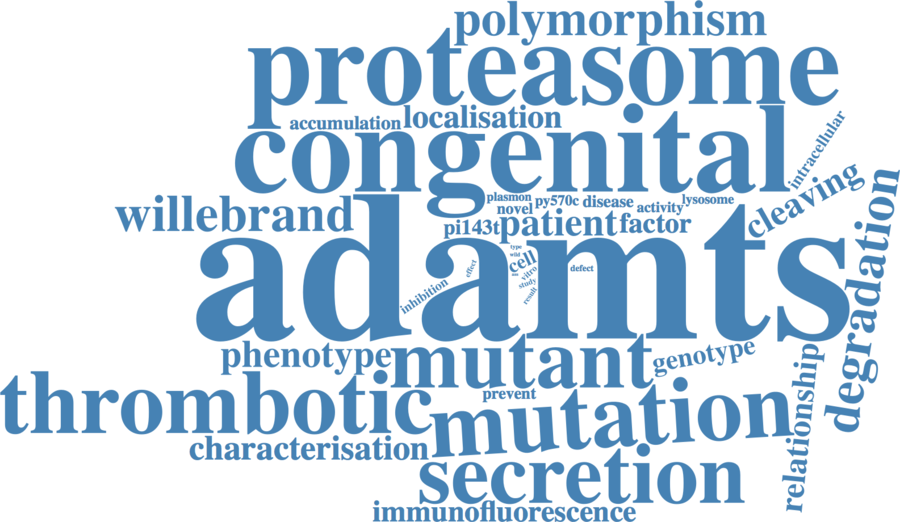 polymorphism
proteasome
accumulation
localisation
congenital
intracellular
cleaving
willebrand
plasmon
novel
py570c
disease
activity
lysosome
pi143t
patient
factor
adamts
type
wild
cell
vitro
study
result
effect
inhibition
defect
degradation
phenotype
mutant
genotype
prevent
thrombotic
mutation
relationship
characterisation
secretion
immunofluorescence